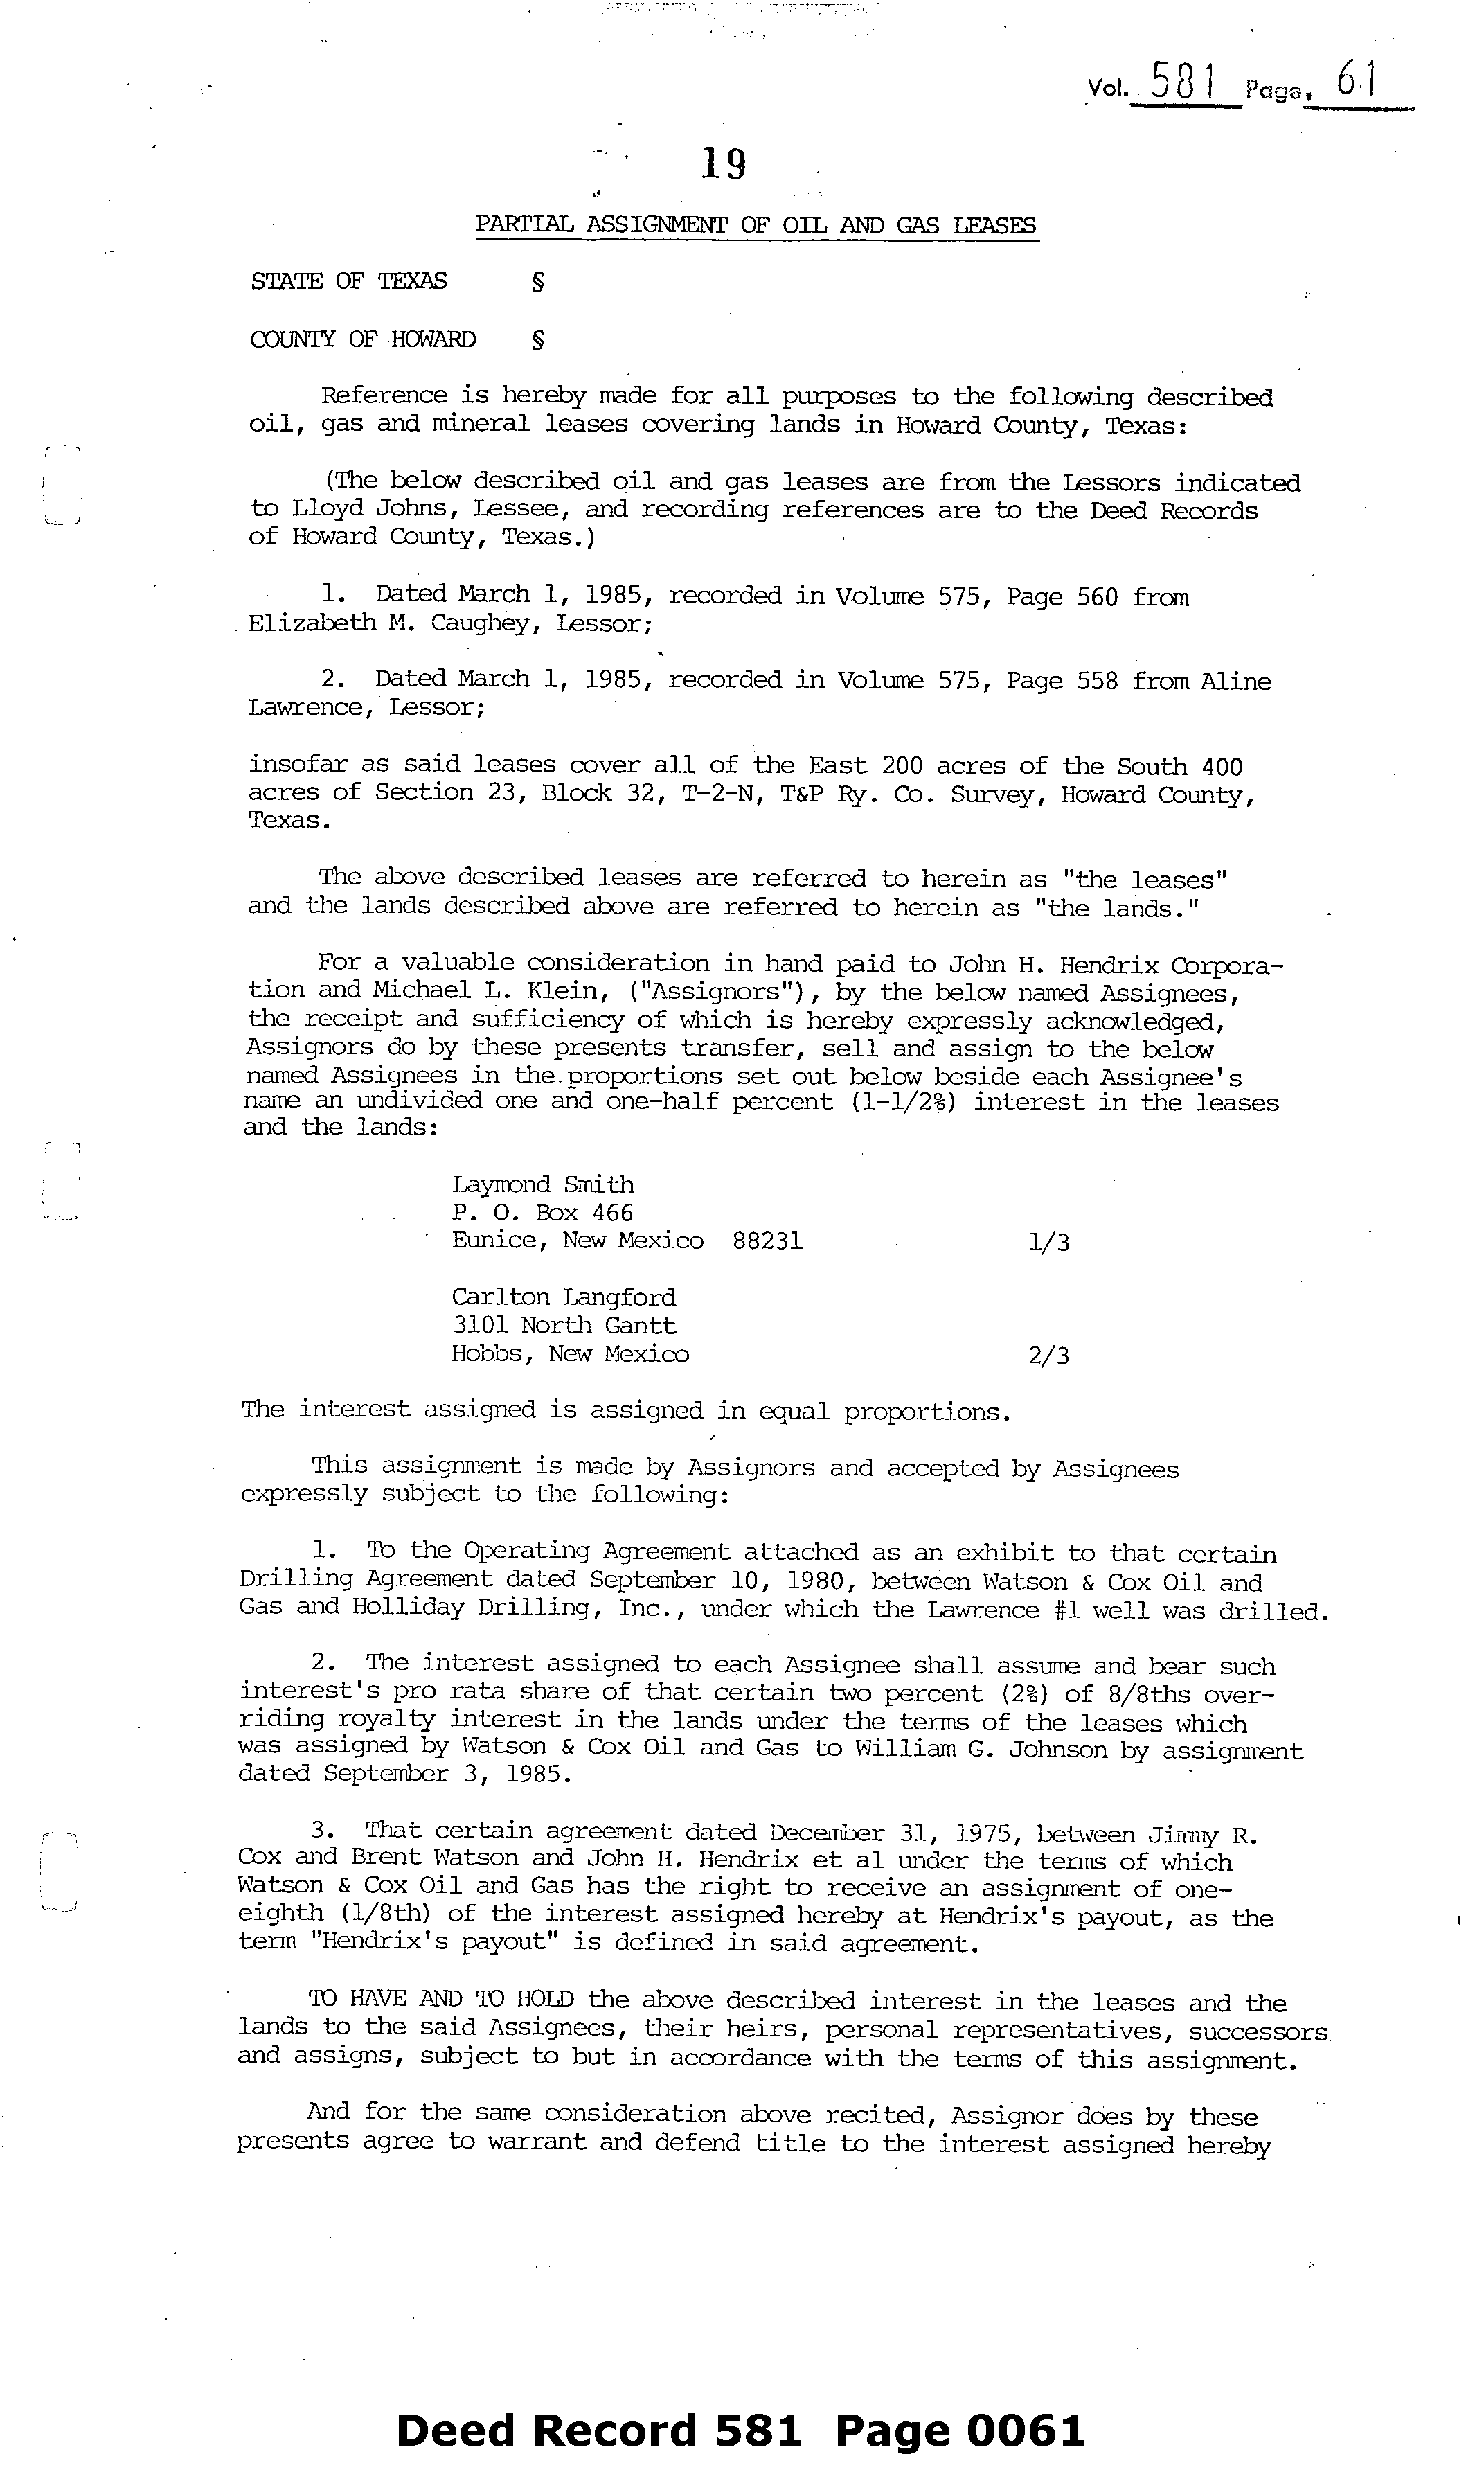 Vol. 581 Page. 61
19
PARTIAL ASSIGNMENT OF OIL AND GAS LEASES
STATE OF TEXAS §
COUNTY OF HOWARD §
Reference is hereby made for all purposes to the following described
oil, gas and mineral leases covering lands in Howard County, Texas:
(The below described oil and gas leases are from the Lessors indicated
to Lloyd Johns, Lessee, and recording references are to the Deed Records
of Howard County, Texas.)
1. Dated March 1, 1985, recorded in Volume 575, Page 560 from
Elizabeth M. Caughey, Lessor;
2. Dated March 1, 1985, recorded in Volume 575, Page 558 from Aline
Lawrence, Lessor;
insofar as said leases cover all of the East 200 acres of the South 400
acres of Section 23, Block 32, T-2-N, T&P Ry. Co. Survey, Howard County,
Texas.
The above described leases are referred to herein as "the leases"
and the lands described above are referred to herein as "the lands."
For a valuable consideration in hand paid to John H. Hendrix Corpora-
tion and Michael L. Klein, ("Assignors"), by the below named Assignees,
the receipt and sufficiency of which is hereby expressly acknowledged,
Assignors do by these presents transfer, sell and assign to the below
named Assignees in the proportions set out below beside each Assignee's
name an undivided one and one-half percent (1-1/2%) interest in the leases
and the lands:
Laymond Smith
P. O. Box 466
Eunice, New Mexico 88231 1/3
Carlton Langford
3101 North Gantt
Hobbs, New Mexico 2/3
The interest assigned is assigned in equal proportions.
This assignment is made by Assignors and accepted by Assignees
expressly subject to the following:
1. To the Operating Agreement attached as an exhibit to that certain
Drilling Agreement dated September 10, 1980, between Watson & Cox Oil and
Gas and Holliday Drilling, Inc., under which the Lawrence #1 well was drilled.
2. The interest assigned to each Assignee shall assume and bear such
interest's pro rata share of that certain two percent (2%) of 8/8ths over-
riding royalty interest in the lands under the terms of the leases which
was assigned by Watson & Cox Oil and Gas to William G. Johnson by assignment
dated September 3, 1985.
3. That certain agreement dated December 31, 1975, between Jimmy R.
Cox and Brent Watson and John H. Hendrix et al under the terms of which
Watson & Cox Oil and Gas has the right to receive an assignment of one-
eighth (1/8th) of the interest assigned hereby at Hendrix's payout, as the
term "Hendrix's payout" is defined in said agreement.
TO HAVE AND TO HOLD the above described interest in the leases and the
lands to the said Assignees, their heirs, personal representatives, successors
and assigns, subject to but in accordance with the terms of this assignment.
And for the same consideration above recited, Assignor does by these
presents agree to warrant and defend title to the interest assigned hereby
Deed Record 581 Page 0061